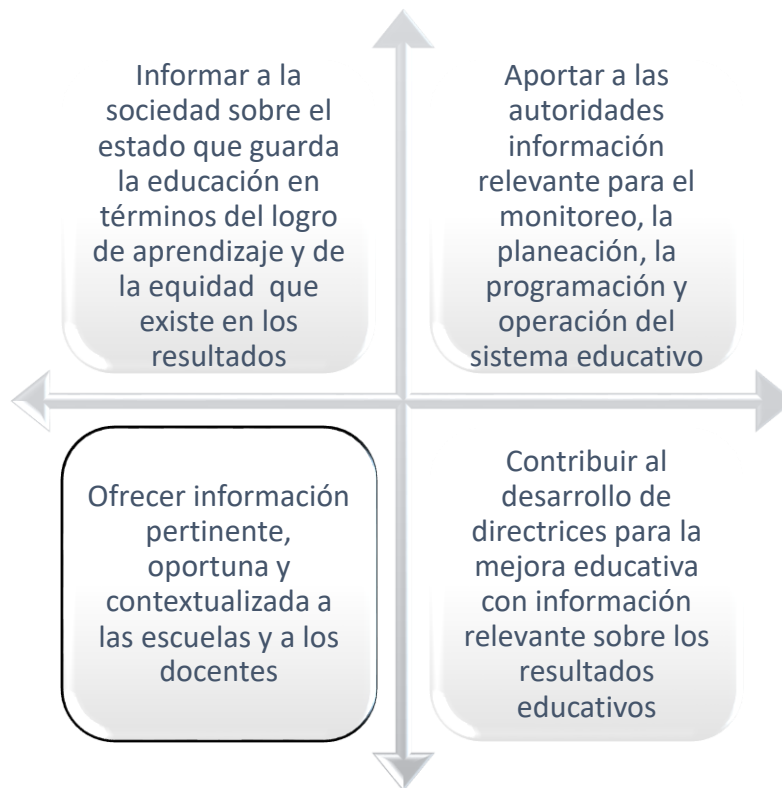 Informar a la
sociedad sobre el
estado que guarda
la educación en
términos del logro
de aprendizaje y de
la equidad  que
existe en los
resultados
Aportar a las
autoridades
información
relevante para el
monitoreo, la
planeación, la
programación y
operación del
sistema educativo
Ofrecer información
pertinente,
oportuna y
contextualizada a
las escuelas y a los
docentes
Contribuir al
desarrollo de
directrices para la
mejora educativa
con información
relevante sobre los
resultados
educativos